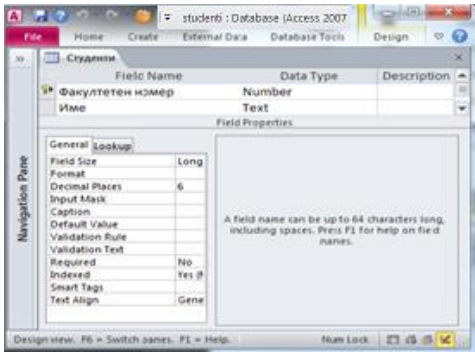 studenti : Database (Access 2007
File Home Create External Data Database Tools Design
Студенти
Field Name Data Type Description
Факултетен номер Number
Име Text
Field Properties
General Lookup
Field Size Long
Format
Decimal Places 6
Input Mask
Caption
Default Value
Validation Rule
Validation Text
Required No
Indexed Yes (
Smart Tags
Text Align Gene
A field name can be up to 64 characters long,
including spaces. Press F1 for help on field
names.
Navigation Pane
Design view. F6 = Switch panes. F1 = Help. Num Lock